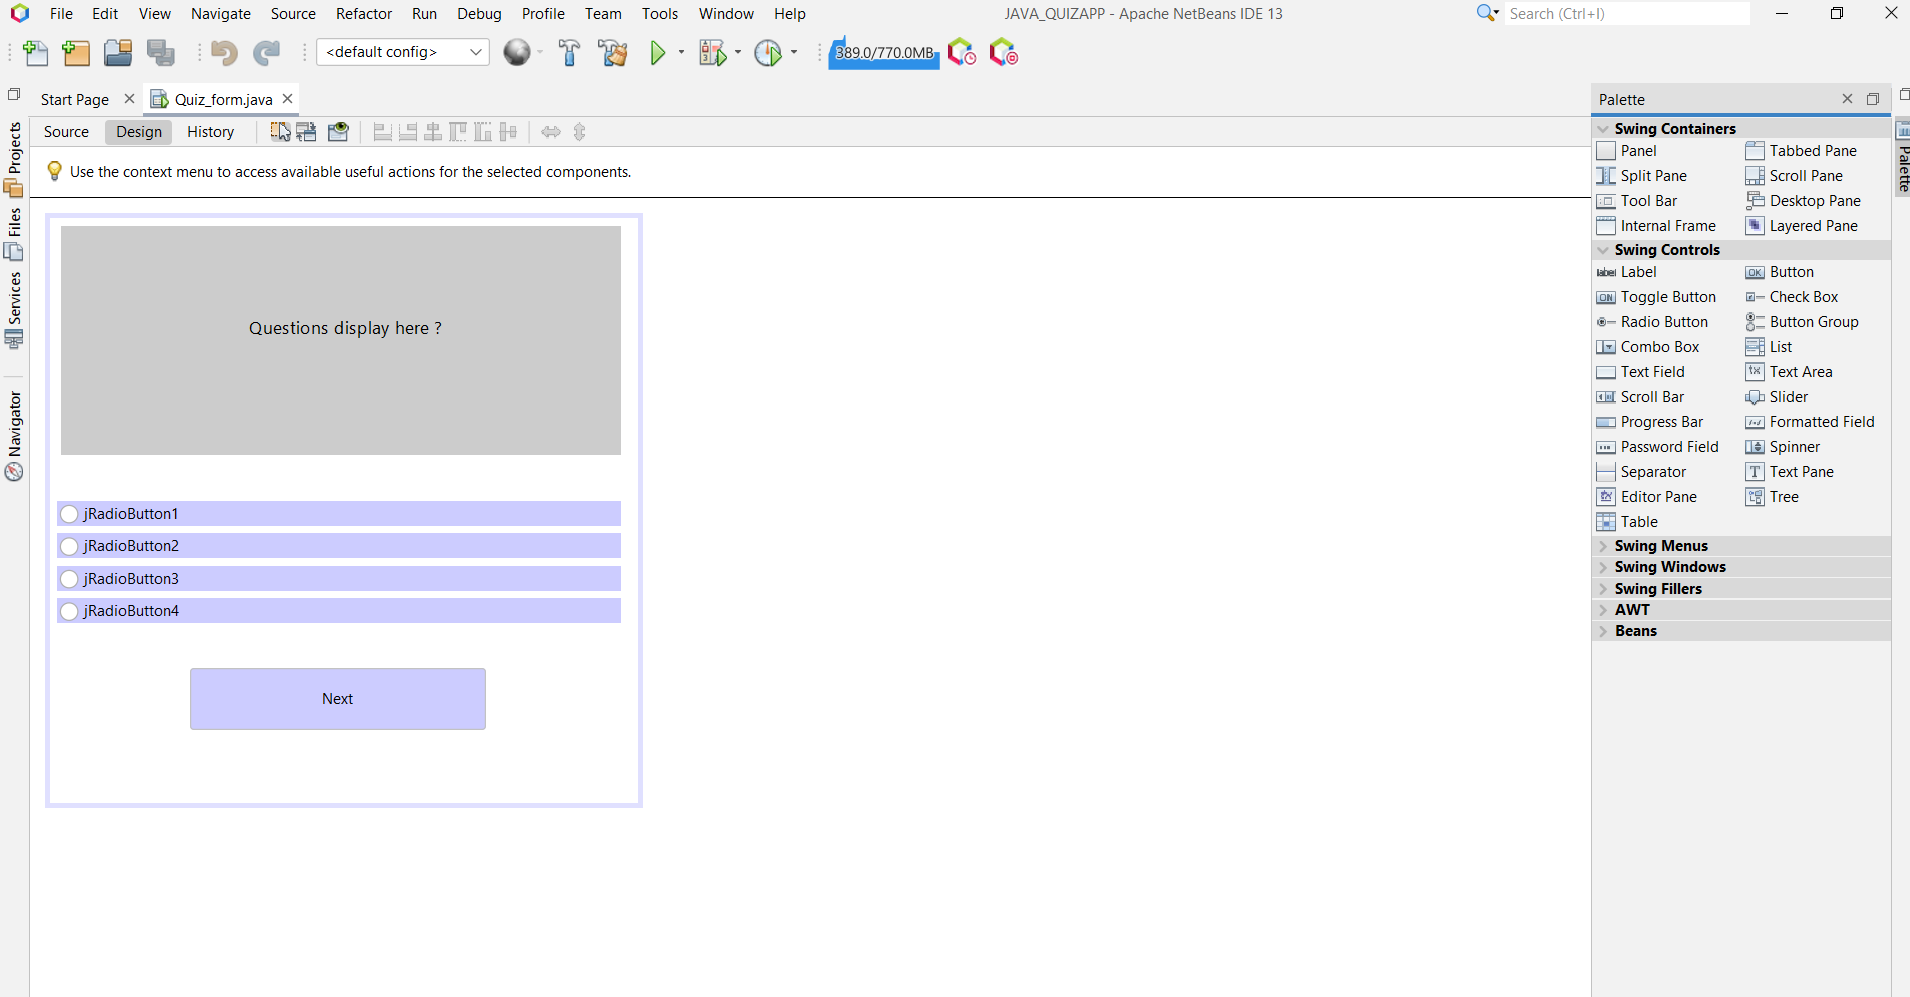 File Edit View Navigate Source Refactor Run Debug Profile Team Tools Window Help JAVA_QUIZAPP - Apache NetBeans IDE 13 Search (Ctrl+I)
<default config> 389.0/770.0MB
Start Page Quiz_form.java
Source Design History
Use the context menu to access available useful actions for the selected components.
Projects
Files
Services
Navigator
Questions display here ?
jRadioButton1
jRadioButton2
jRadioButton3
jRadioButton4
Next
Palette
Palette
Swing Containers
Panel Tabbed Pane
Split Pane Scroll Pane
Tool Bar Desktop Pane
Internal Frame Layered Pane
Swing Controls
label Label OK Button
ON Toggle Button Check Box
Radio Button Button Group
Combo Box List
Text Field Text Area
Scroll Bar Slider
Progress Bar Formatted Field
Password Field Spinner
Separator T Text Pane
Editor Pane Tree
Table
Swing Menus
Swing Windows
Swing Fillers
AWT
Beans